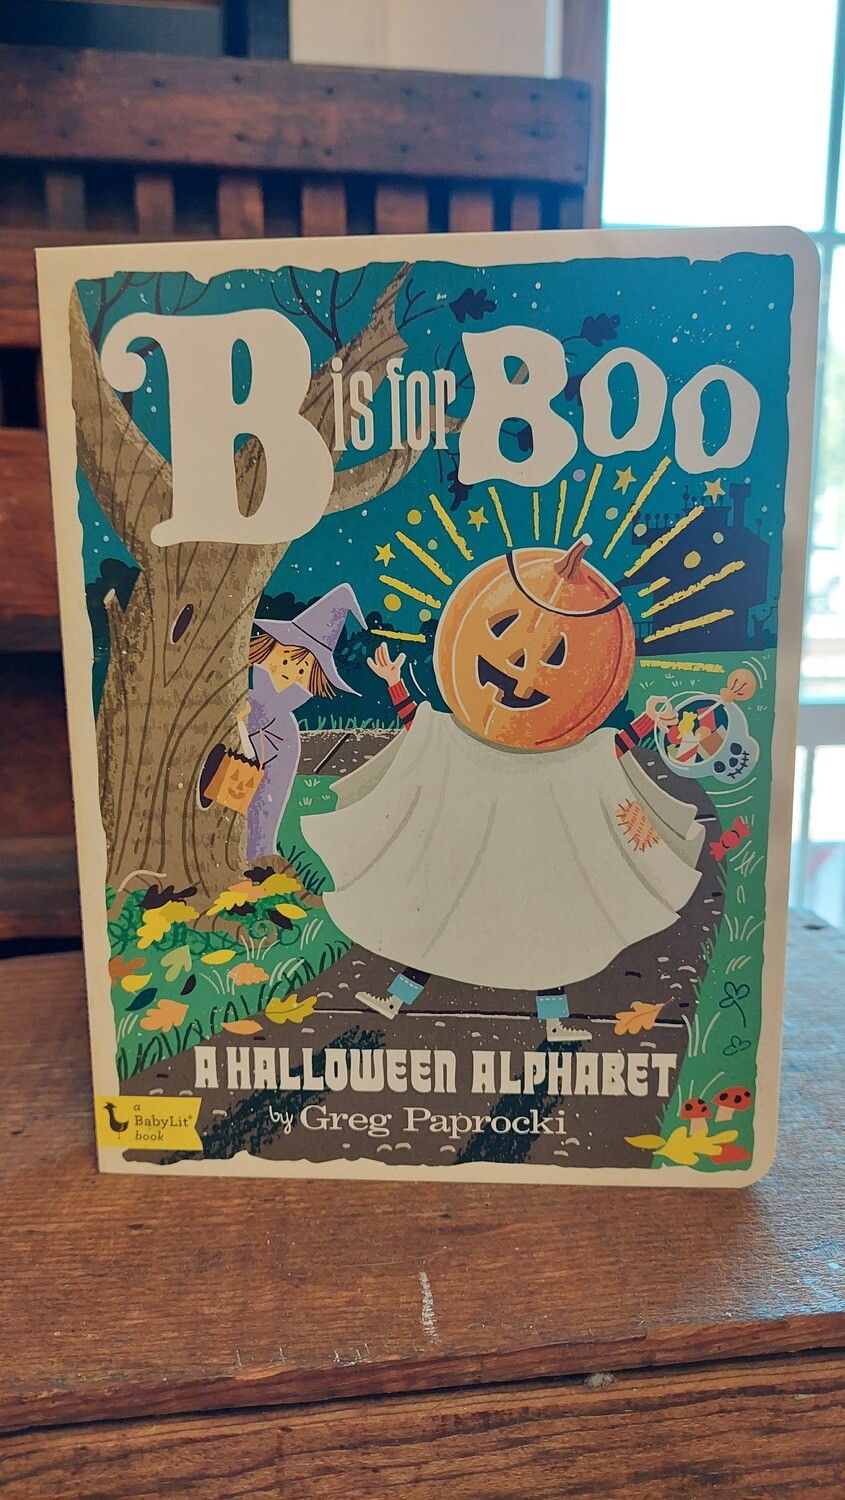 B is for Boo
A HALLOWEEN ALPHABET
by Greg Paprocki
a
BabyLit®
book